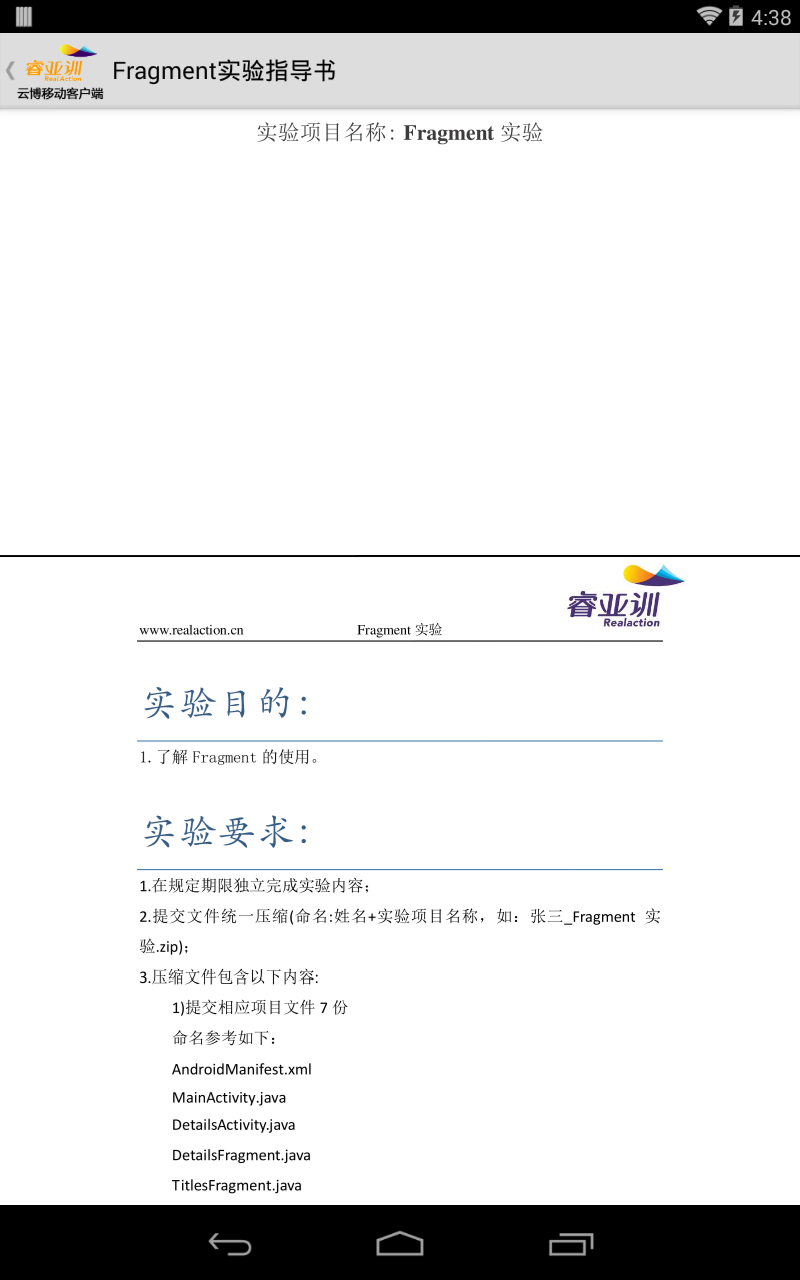 4:38
睿亚训
Real Action
云博移动客户端
Fragment实验指导书
实验项目名称: Fragment 实验
睿亚训
Realaction
www.realaction.cn Fragment 实验
实验目的:
1. 了解 Fragment 的使用。
实验要求:
1.在规定期限独立完成实验内容；
2.提交文件统一压缩(命名:姓名+实验项目名称，如：张三_Fragment 实
验.zip)；
3.压缩文件包含以下内容:
1)提交相应项目文件 7 份
命名参考如下：
AndroidManifest.xml
MainActivity.java
DetailsActivity.java
DetailsFragment.java
TitlesFragment.java